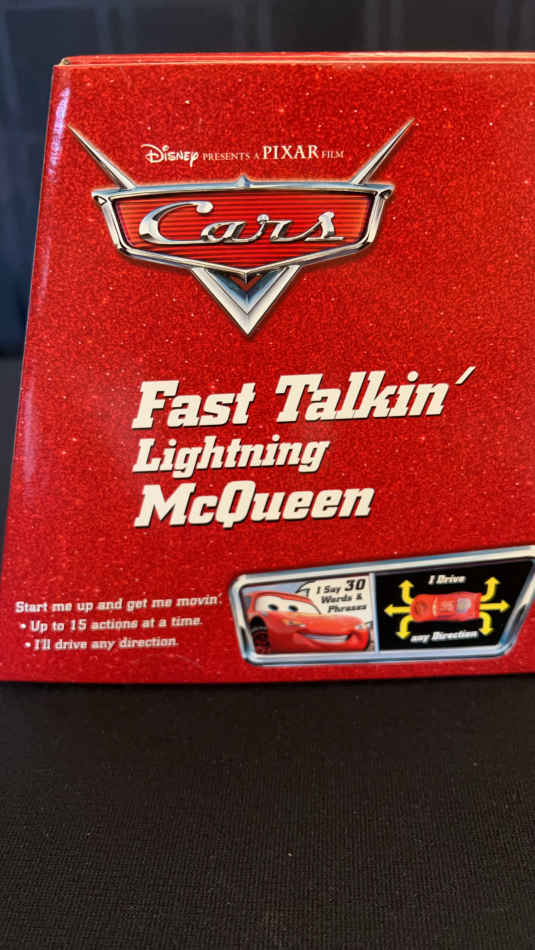 Disney PRESENTS A PIXAR FILM
Cars
Fast Talkin'
Lightning
McQueen
Start me up and get me movin'.
• Up to 15 actions at a time.
• I'll drive any direction.
I Say 30
Words &
Phrases
I Drive
any Direction